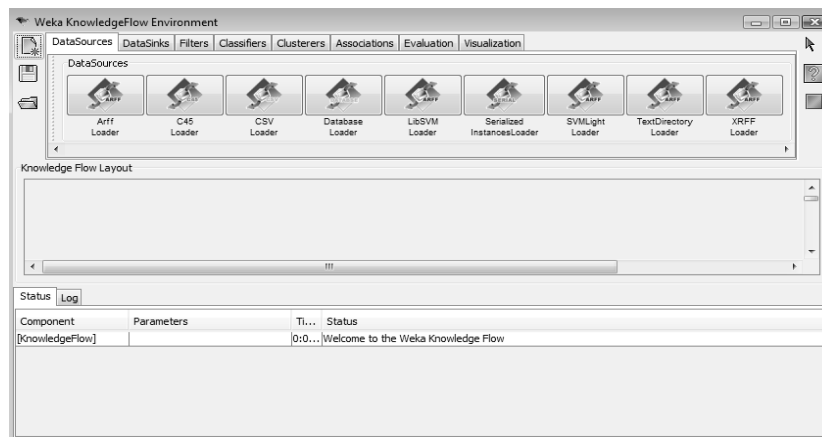 Weka KnowledgeFlow Environment
DataSources DataSinks Filters Classifiers Clusterers Associations Evaluation Visualization
DataSources
Arff Loader
C45 Loader
CSV Loader
Database Loader
LibSVM Loader
Serialized InstancesLoader
SVMLight Loader
TextDirectory Loader
XRFF Loader
Knowledge Flow Layout
Status Log
Component Parameters Ti... Status
[KnowledgeFlow] 0:0... Welcome to the Weka Knowledge Flow